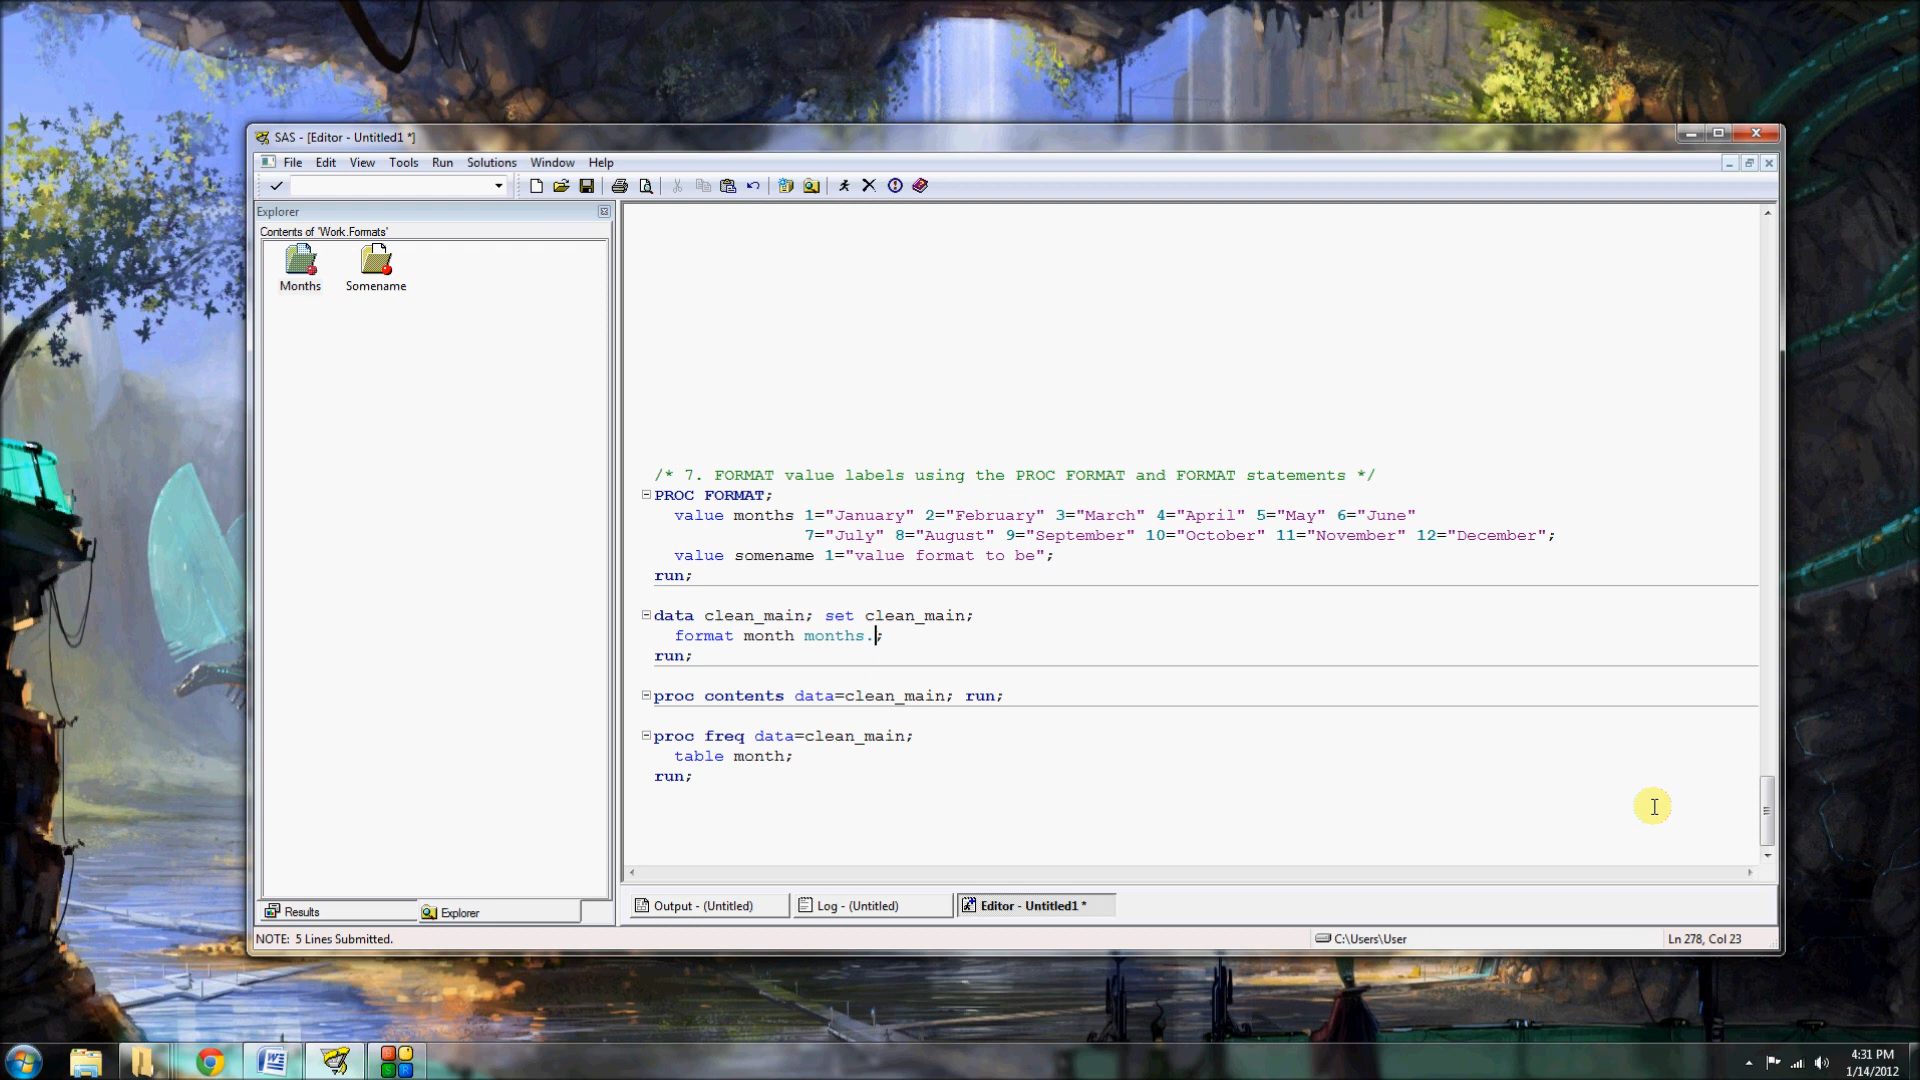 SAS - [Editor - Untitled1 *]
File Edit View Tools Run Solutions Window Help
Explorer
Contents of 'Work.Formats'
Months Somename
/* 7. FORMAT value labels using the PROC FORMAT and FORMAT statements */
PROC FORMAT;
value months 1="January" 2="February" 3="March" 4="April" 5="May" 6="June"
7="July" 8="August" 9="September" 10="October" 11="November" 12="December";
value somename 1="value format to be";
run;
data clean_main; set clean_main;
format month months.;
run;
proc contents data=clean_main; run;
proc freq data=clean_main;
table month;
run;
Results Explorer
Output - (Untitled) Log - (Untitled) Editor - Untitled1 *
NOTE: 5 Lines Submitted. C:\Users\User Ln 278, Col 23
4:31 PM
1/14/2012